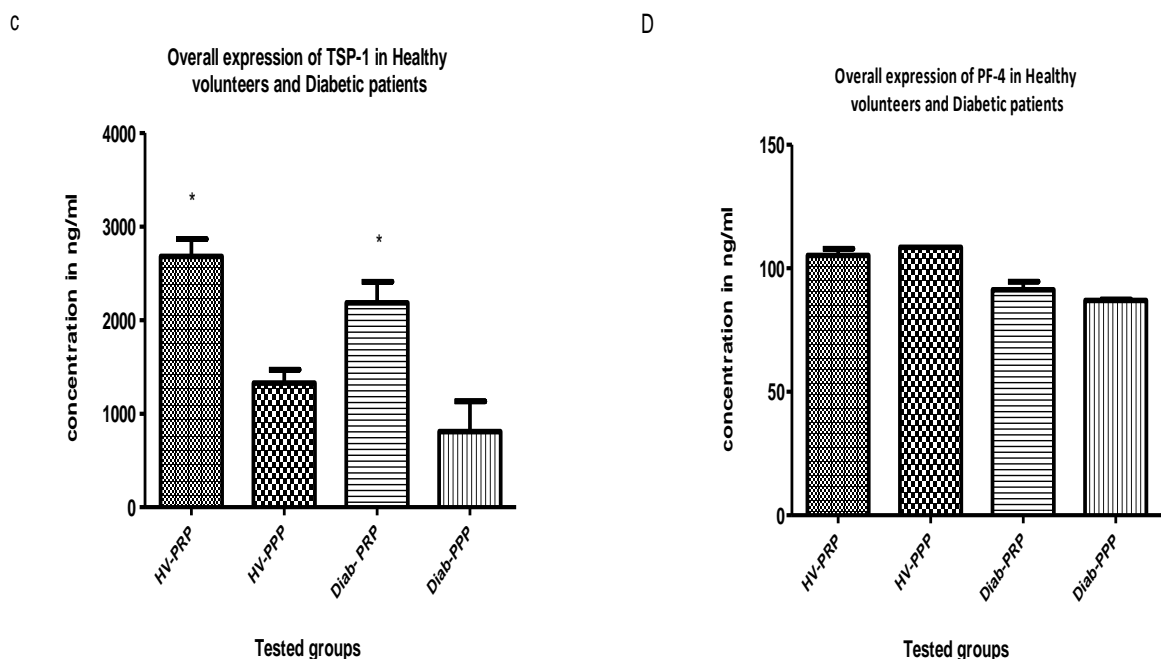 c
Overall expression of TSP-1 in Healthy
volunteers and Diabetic patients
concentration in ng/ml
4000
3000
2000
1000
0
*
*
HV-PRP
HV-PPP
Diab- PRP
Diab-PPP
Tested groups
D
Overall expression of PF-4 in Healthy
volunteers and Diabetic patients
concentration in ng/ml
150
100
50
0
HV-PRP
HV-PPP
Diab-PRP
Diab-PPP
Tested groups